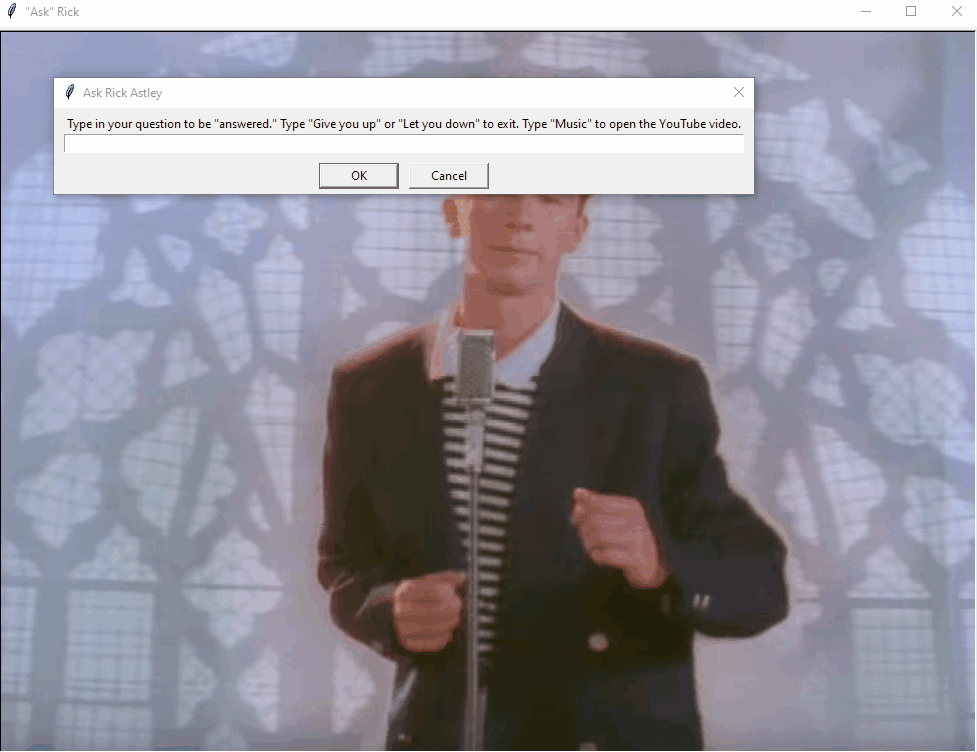 "Ask" Rick
Ask Rick Astley
Type in your question to be "answered." Type "Give you up" or "Let you down" to exit. Type "Music" to open the YouTube video.
OK
Cancel